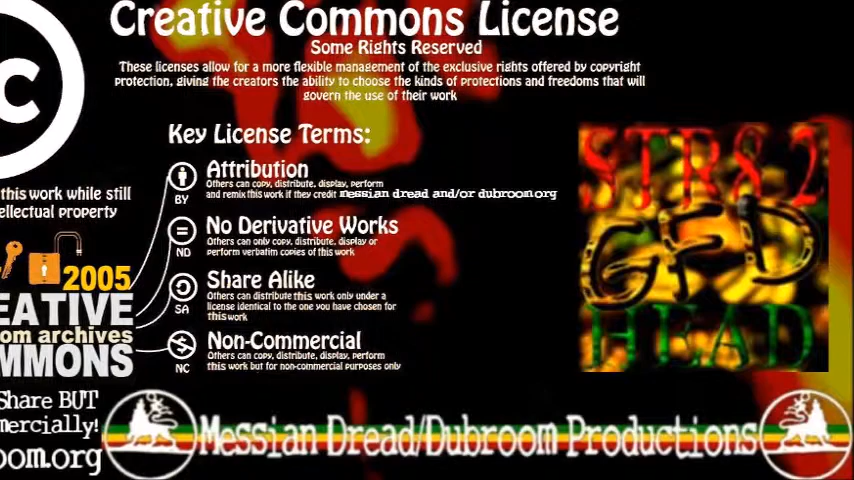 Creative Commons License
Some Rights Reserved
These licenses allow for a more flexible management of the exclusive rights offered by copyright
protection, giving the creators the ability to choose the kinds of protections and freedoms that will
govern the use of their work
C
this work while still
ellectual property
2005
EATIVE
om archives
MMONS
Share BUT
mercially!
oom.org
Key License Terms:
BY
Attribution
Others can copy, distribute, display, perform
and remix this work if they credit messian dread and/or dubroom.org
ND
No Derivative Works
Others can only copy, distribute, display or
perform verbatim copies of this work
SA
Share Alike
Others can distribute this work only under a
license identical to the one you have chosen for
this work
NC
Non-Commercial
Others can copy, distribute, display, perform
this work but for non-commercial purposes only
STR8 2
HEAD
Messian Dread/Dubroom Productions